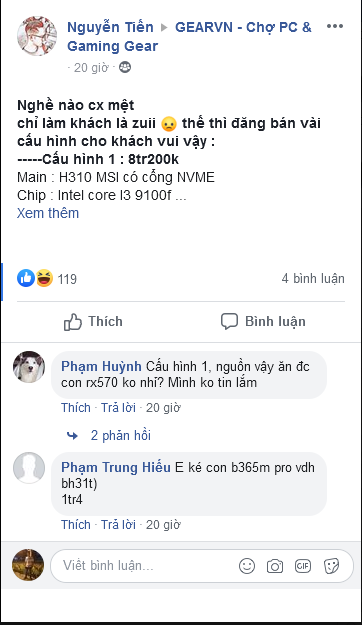 Nguyễn Tiến ▸ GEARVN - Chợ PC &
Gaming Gear
· 20 giờ ·
Nghề nào cx mệt
chỉ làm khách là zuii 😟 thế thì đăng bán vài
cấu hình cho khách vui vậy :
-----Cấu hình 1 : 8tr200k
Main : H310 MSI có cổng NVME
Chip : Intel core I3 9100f ...
Xem thêm
119
4 bình luận
Thích
Bình luận
Phạm Huỳnh Cấu hình 1, nguồn vậy ăn đc
con rx570 ko nhỉ? Mình ko tin lắm
Thích · Trả lời · 20 giờ
2 phản hồi
Phạm Trung Hiếu E ké con b365m pro vdh
bh31t)
1tr4
Thích · Trả lời · 20 giờ
Viết bình luận...
GIF